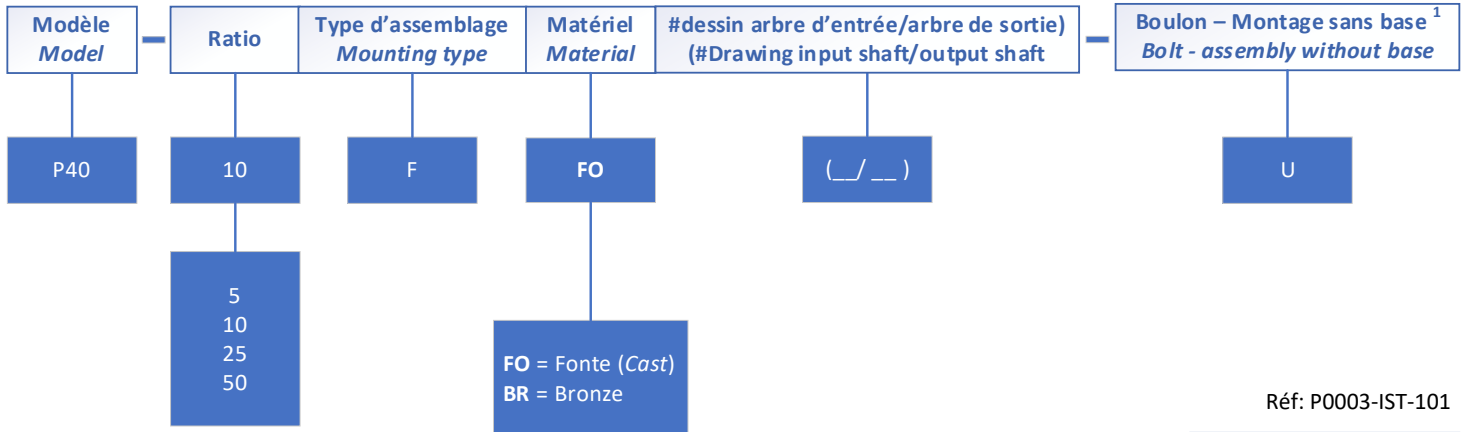 Modèle
Model
Ratio
Type d’assemblage
Mounting type
Matériel
Material
#dessin arbre d’entrée/arbre de sortie)
(#Drawing input shaft/output shaft
Boulon – Montage sans base 1
Bolt - assembly without base
P40
10
F
FO
(__/ __ )
U
5
10
25
50
FO = Fonte (Cast)
BR = Bronze
Réf: P0003-IST-101